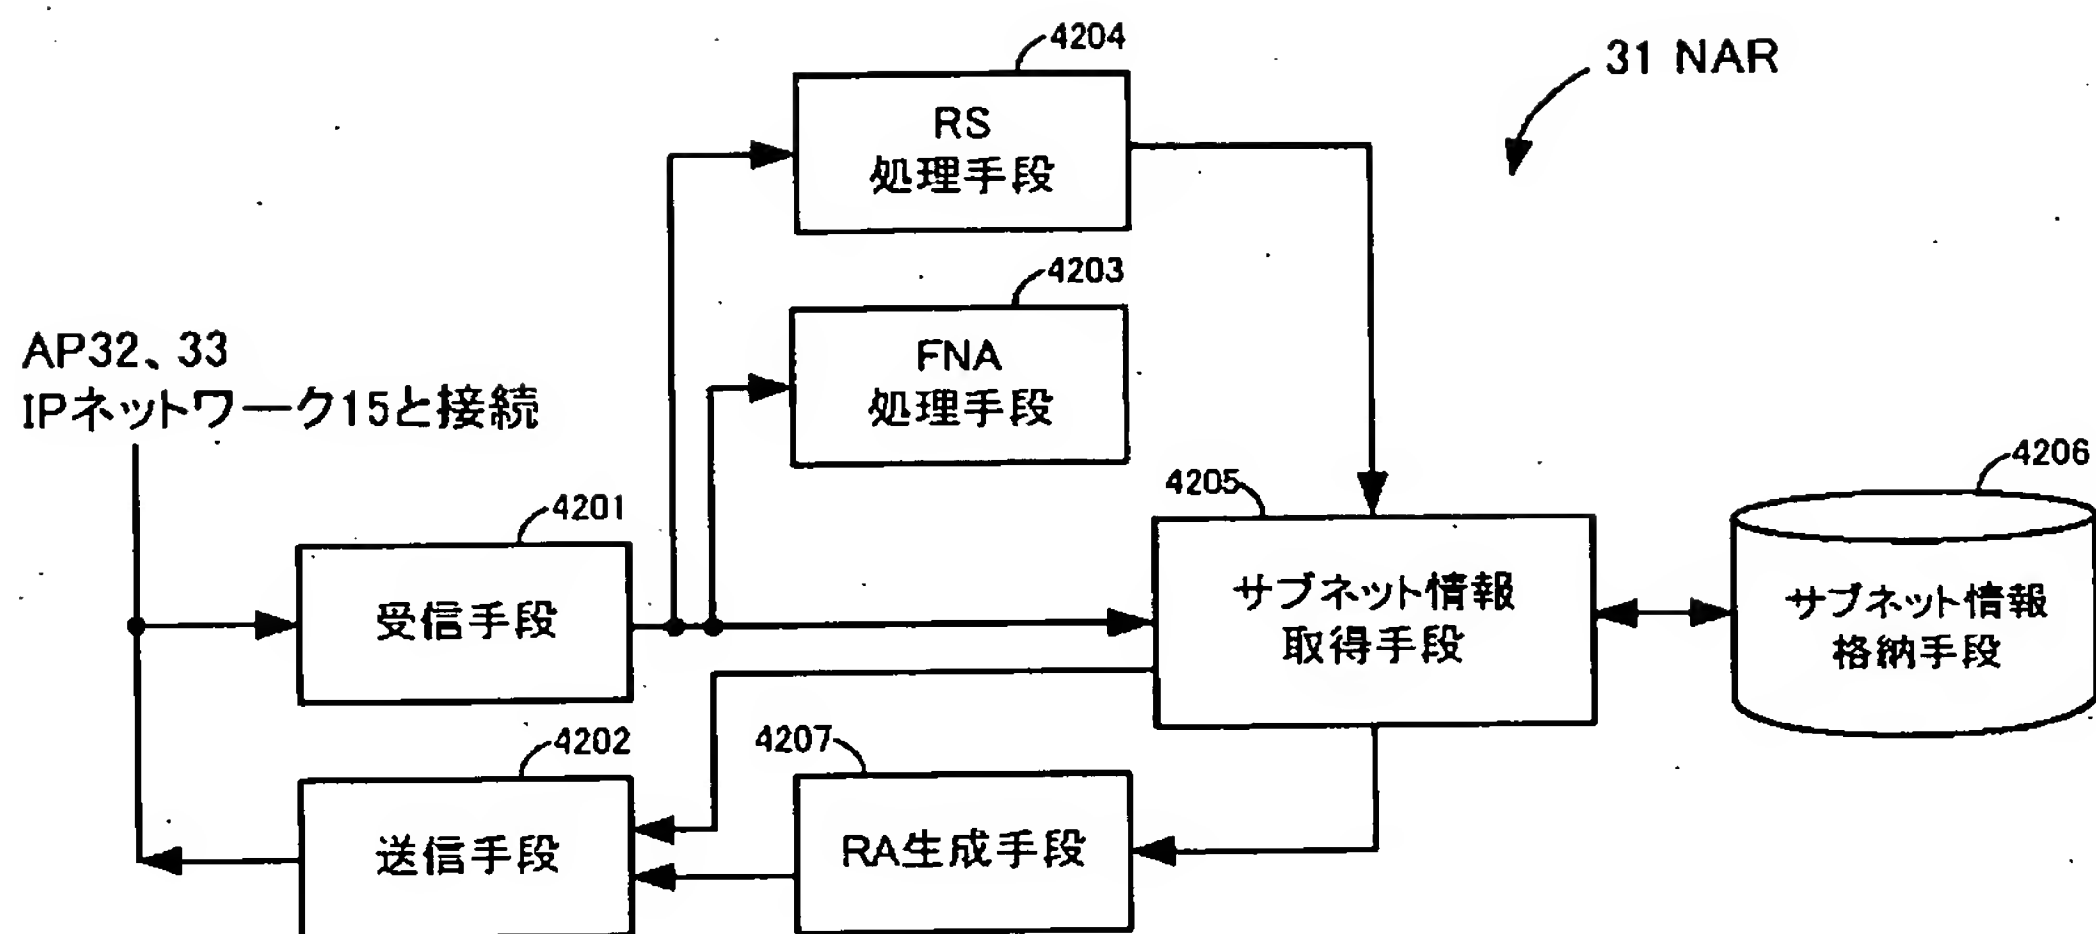 4204
31 NAR
RS
処理手段
4203
FNA
処理手段
AP32、33
IPネットワーク15と接続
4201
受信手段
4205
サブネット情報
取得手段
4206
サブネット情報
格納手段
4202
送信手段
4207
RA生成手段